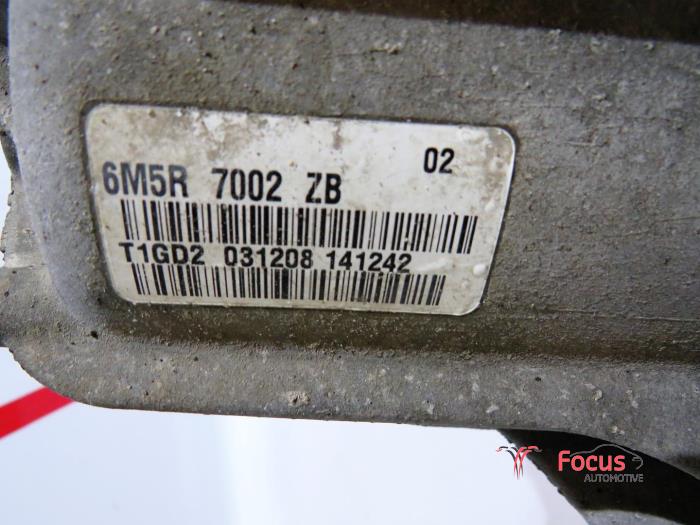 02
6M5R 7002 ZB
T1GD2 031208 141242
Focus
AUTOMOTIVE